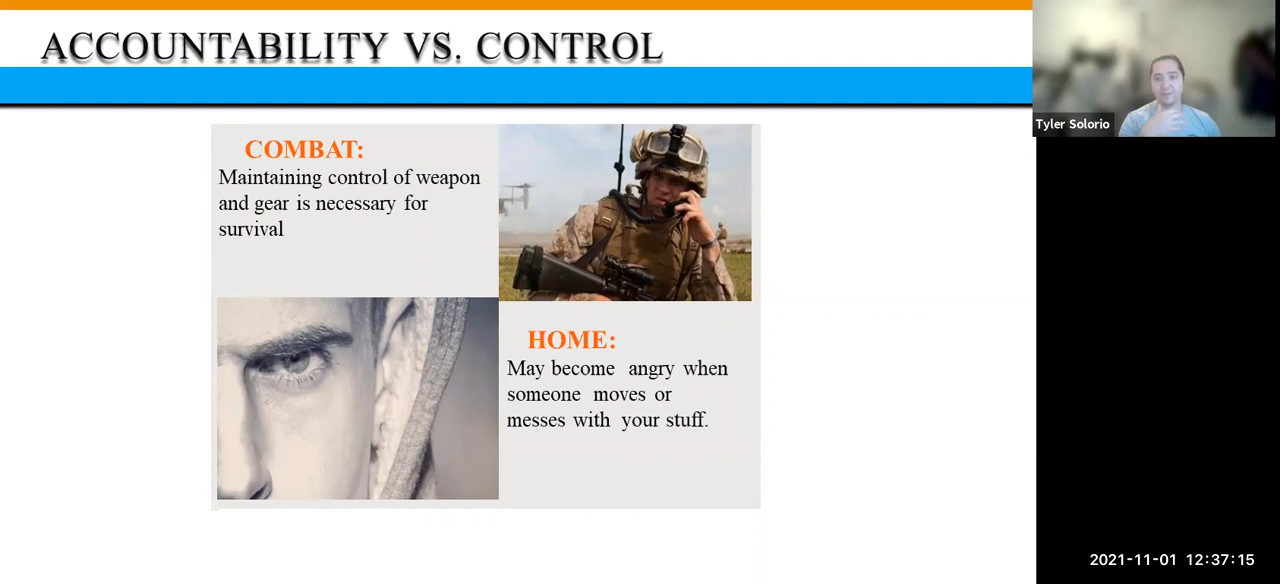 ACCOUNTABILITY VS. CONTROL
Tyler Solorio
COMBAT:
Maintaining control of weapon
and gear is necessary for
survival
HOME:
May become angry when
someone moves or
messes with your stuff.
2021-11-01 12:37:15